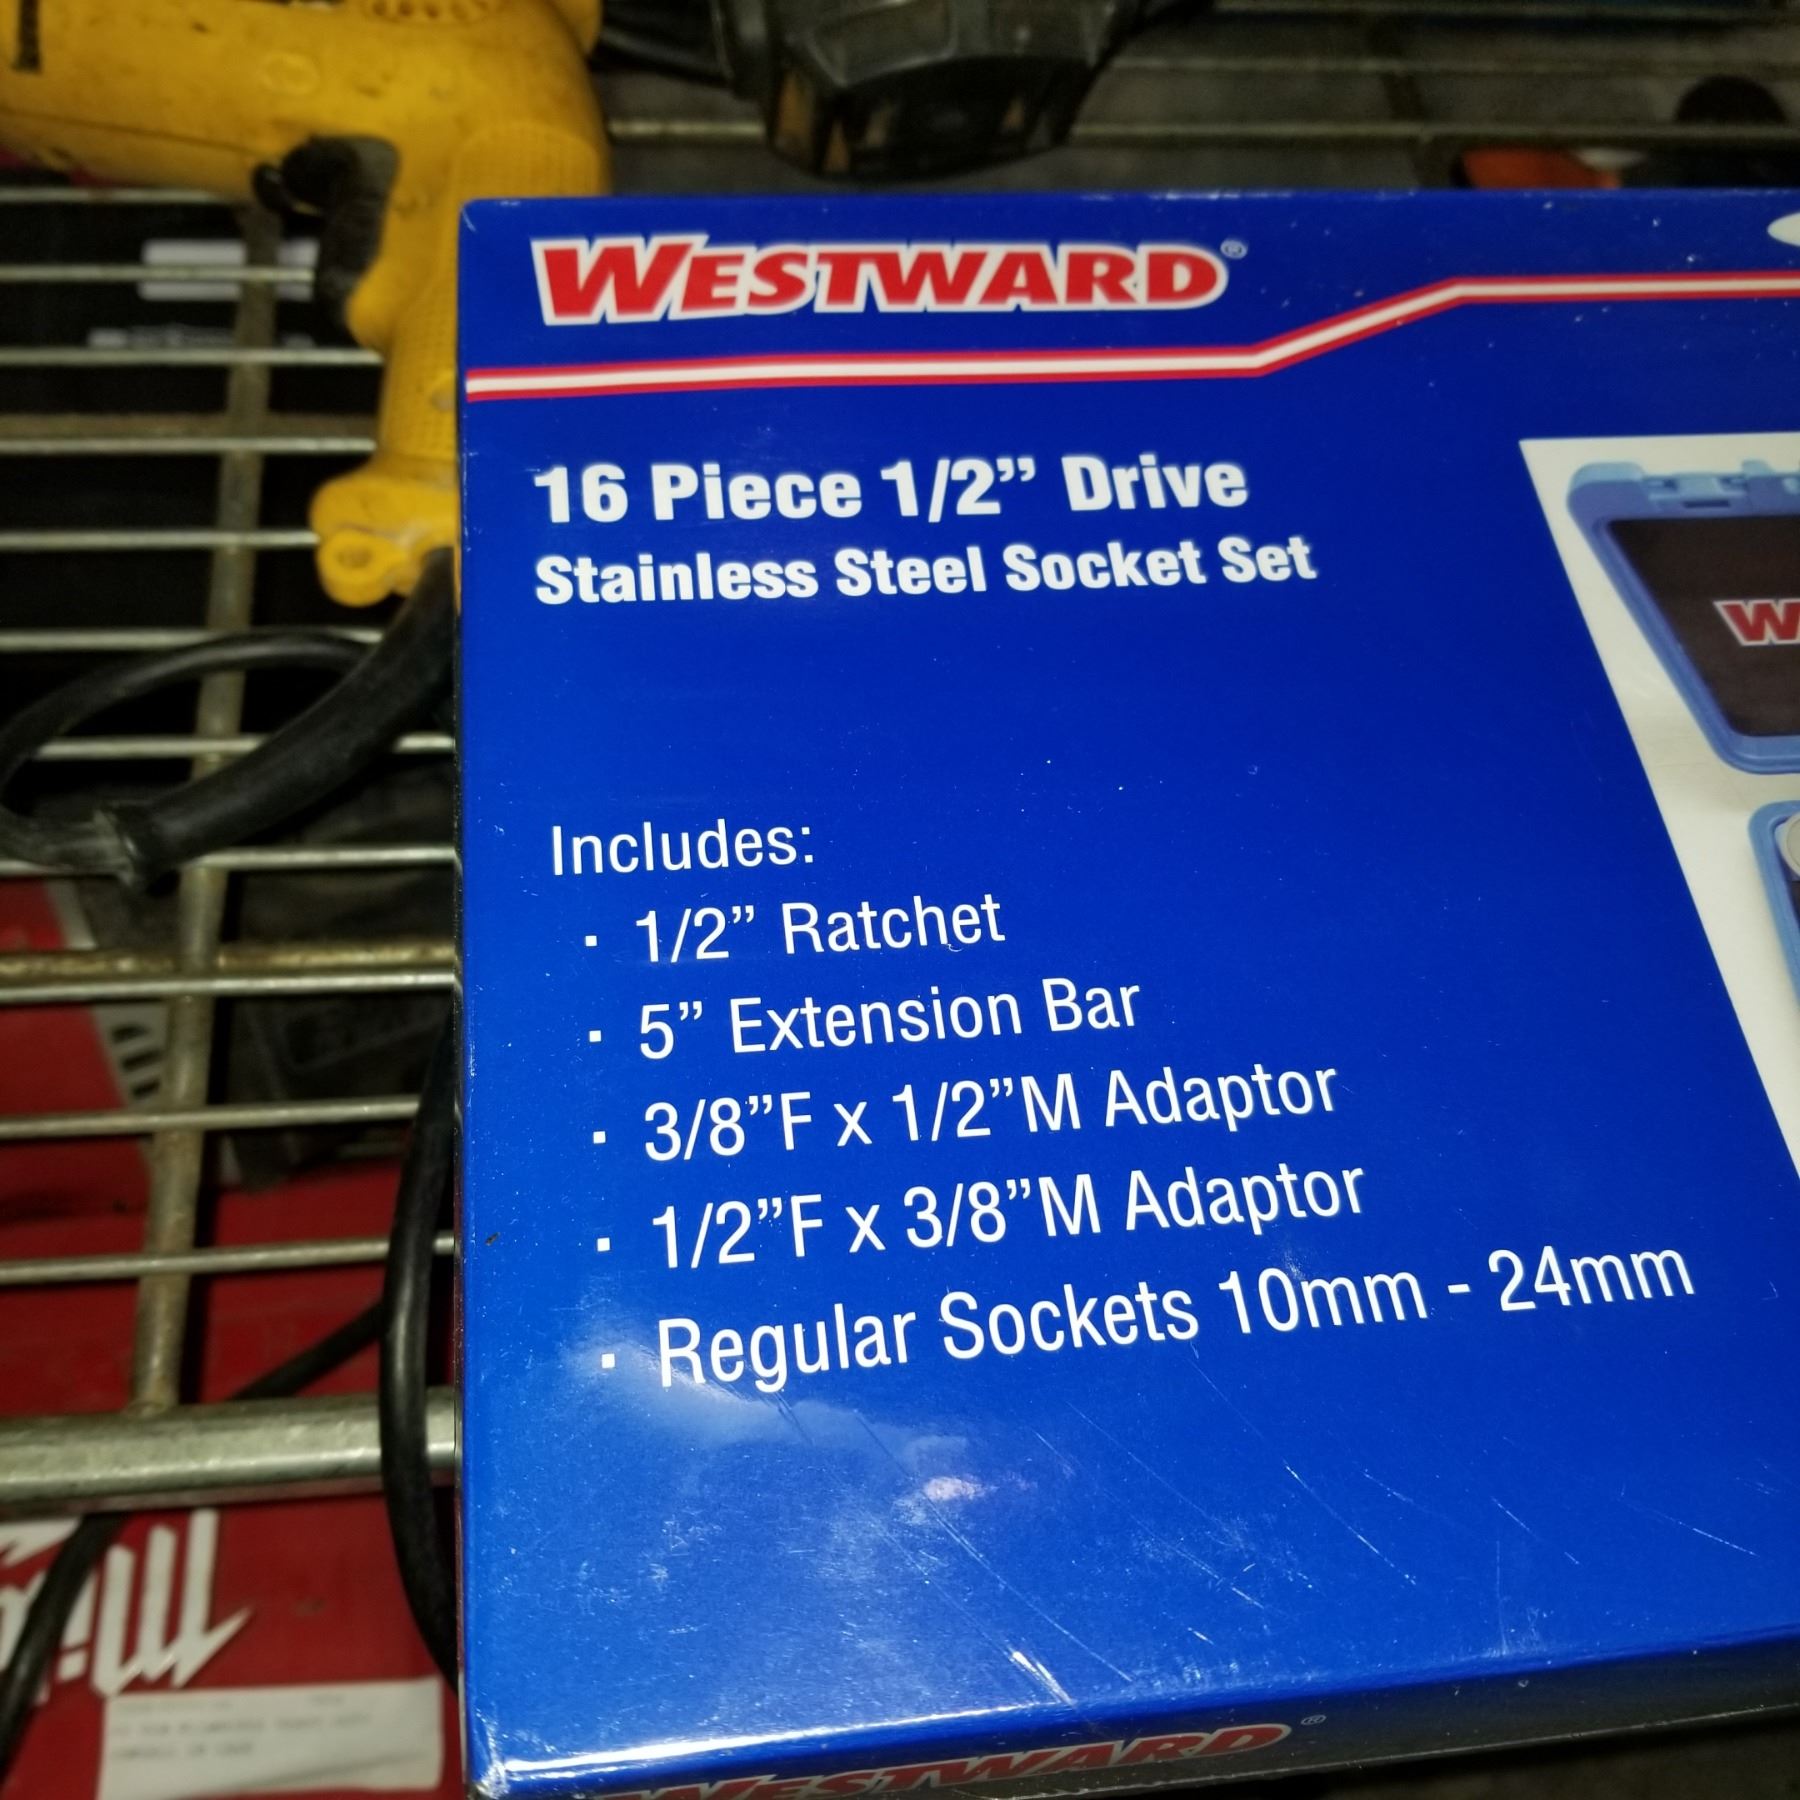 WESTWARD®
16 Piece 1/2” Drive
Stainless Steel Socket Set
W
Includes:
· 1/2” Ratchet
· 5” Extension Bar
· 3/8”F x 1/2”M Adaptor
· 1/2”F x 3/8”M Adaptor
· Regular Sockets 10mm - 24mm
WESTWARD®